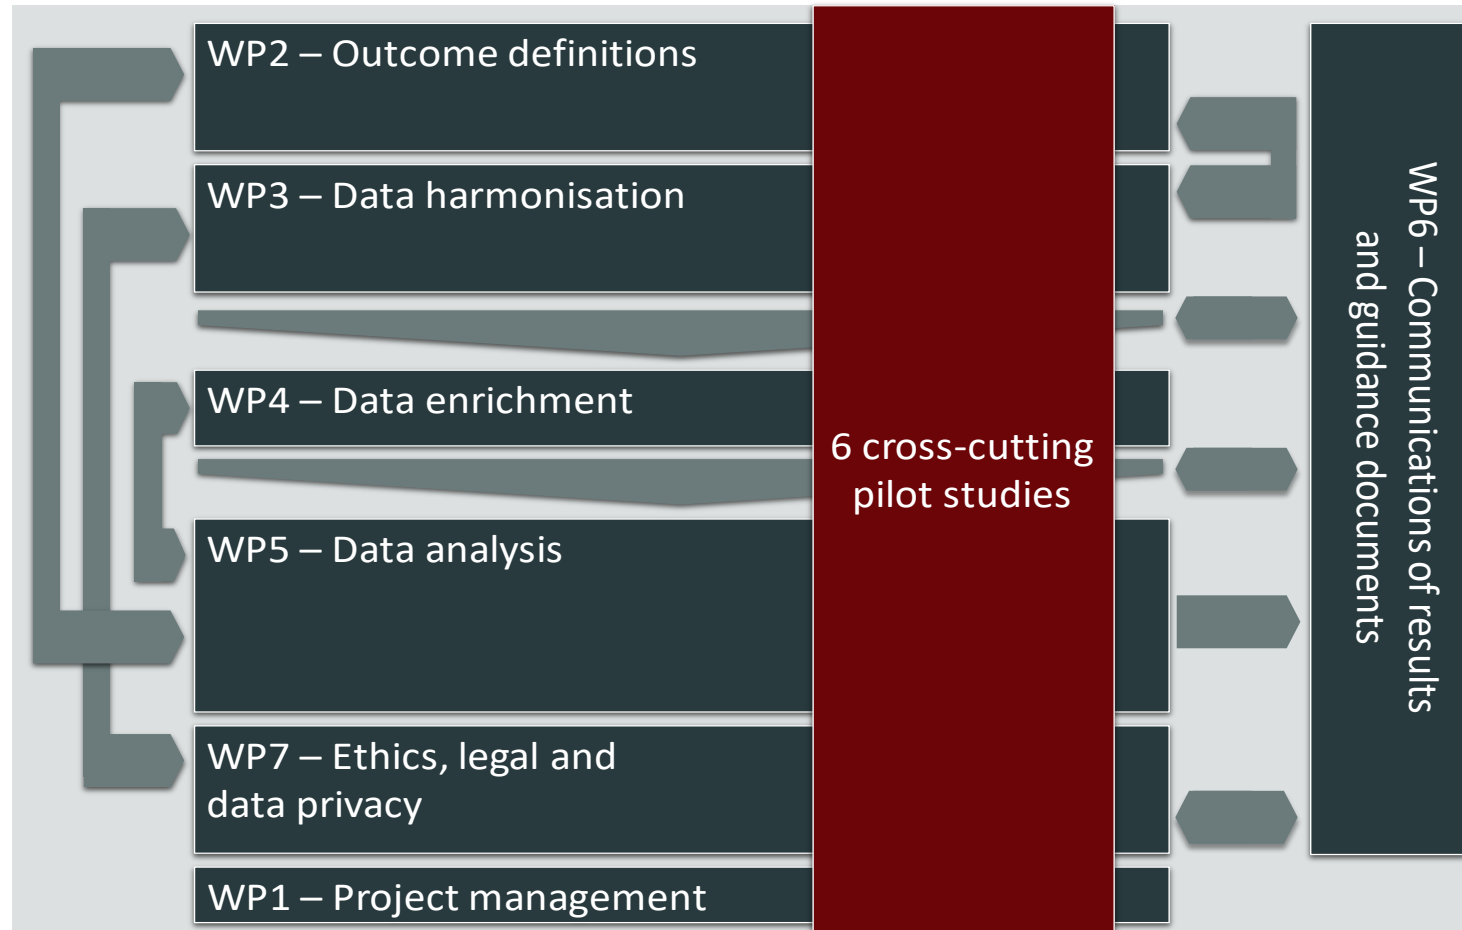 WP2 – Outcome definitions
WP3 – Data harmonisation
WP4 – Data enrichment
6 cross-cutting
pilot studies
WP5 – Data analysis
WP7 – Ethics, legal and
data privacy
WP1 – Project management
WP6 – Communications of results
and guidance documents